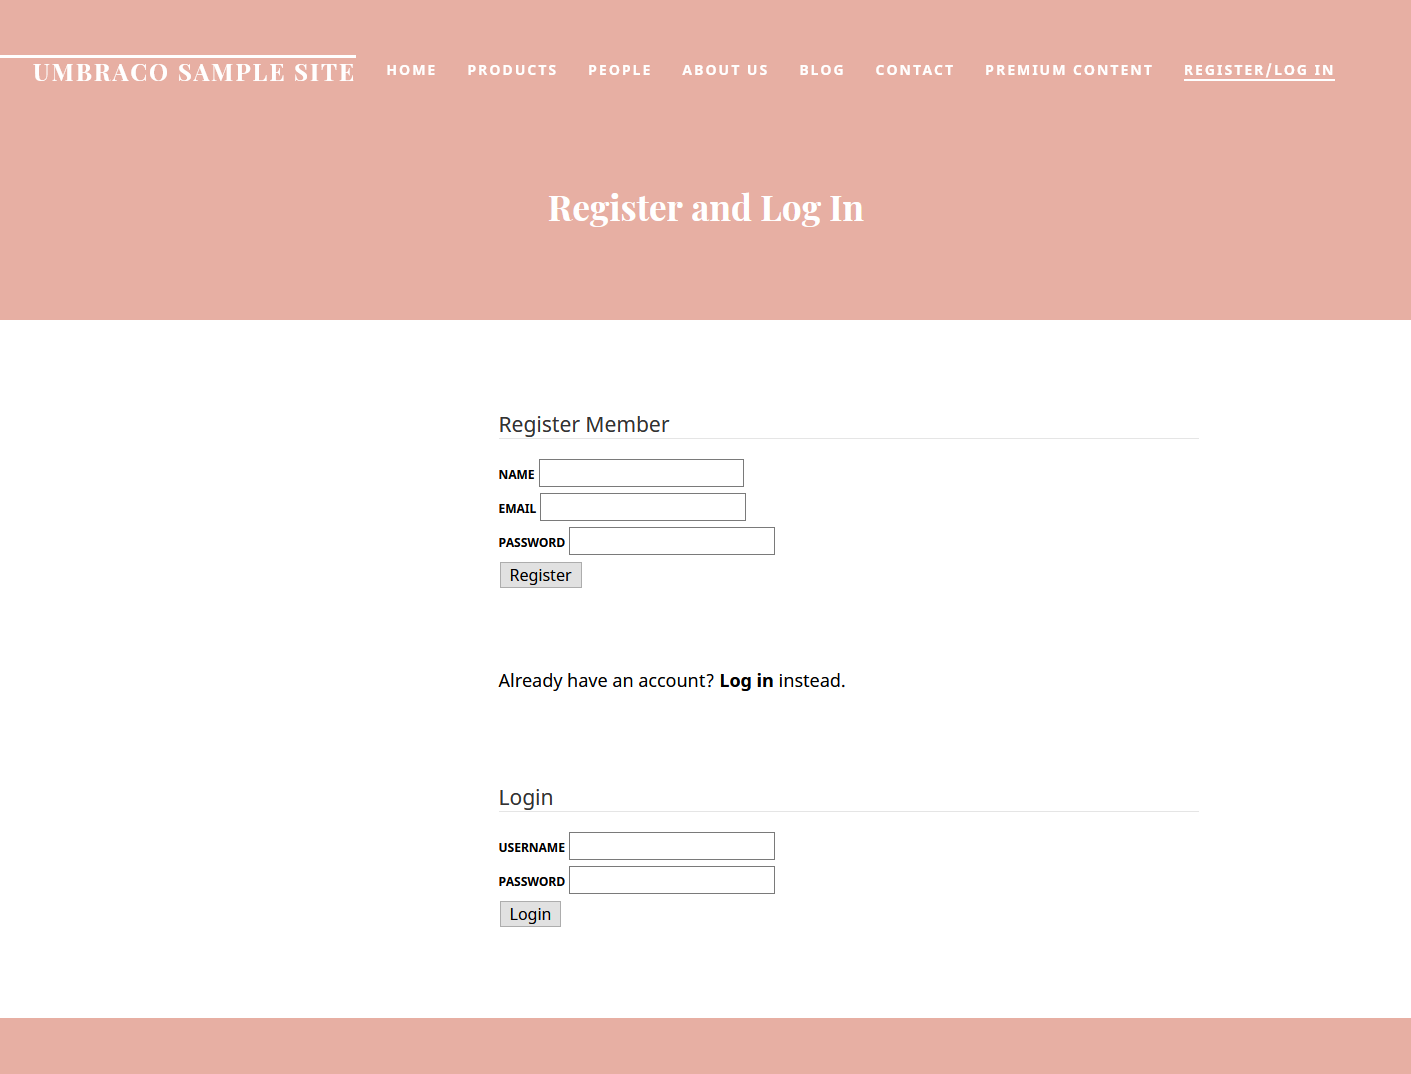 UMBRACO SAMPLE SITE HOME PRODUCTS PEOPLE ABOUT US BLOG CONTACT PREMIUM CONTENT REGISTER/LOG IN
Register and Log In
Register Member
NAME
EMAIL
PASSWORD
Register
Already have an account? Log in instead.
Login
USERNAME
PASSWORD
Login